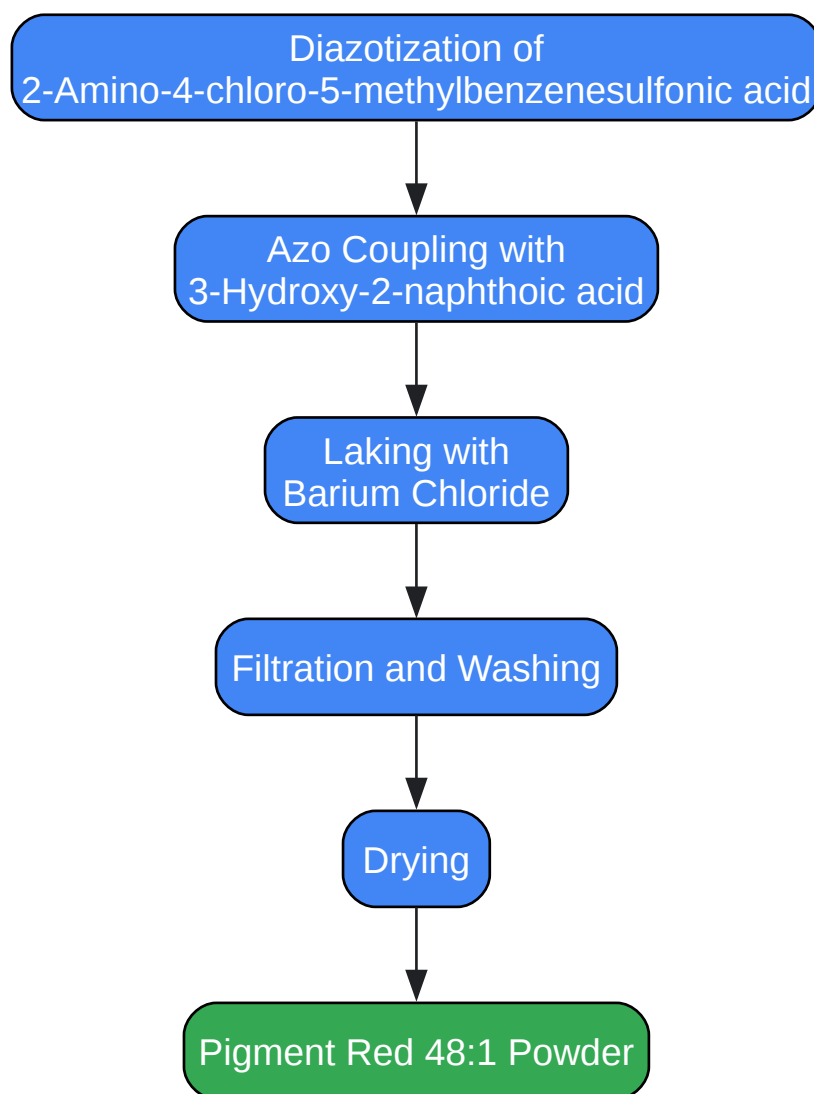 Diazotization of
2-Amino-4-chloro-5-methylbenzenesulfonic acid
Azo Coupling with
3-Hydroxy-2-naphthoic acid
Laking with
Barium Chloride
Filtration and Washing
Drying
Pigment Red 48:1 Powder